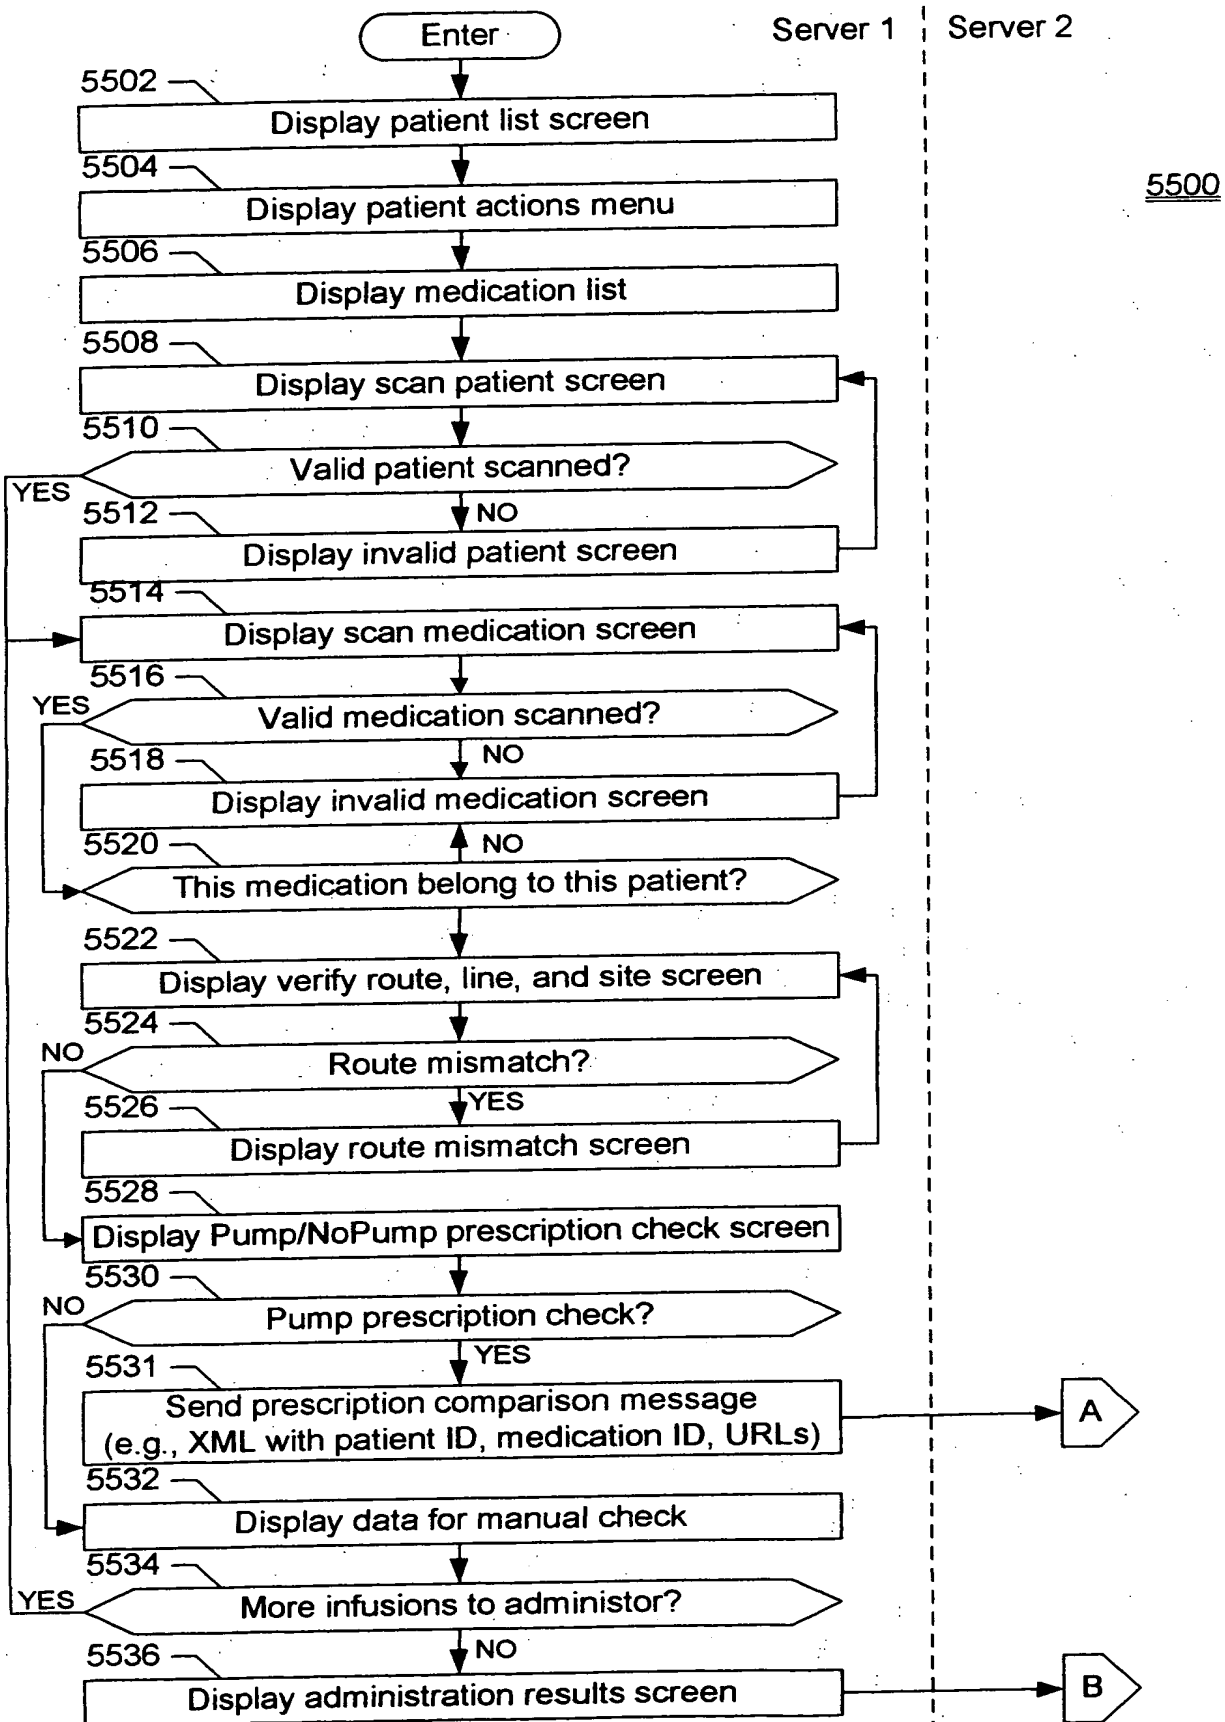 Enter
Server 1
Server 2
5502
Display patient list screen
5504
Display patient actions menu
5500
5506
Display medication list
5508
Display scan patient screen
5510
Valid patient scanned?
YES
NO
5512
Display invalid patient screen
5514
Display scan medication screen
5516
YES
Valid medication scanned?
NO
5518
Display invalid medication screen
NO
5520
This medication belong to this patient?
5522
Display verify route, line, and site screen
5524
NO
Route mismatch?
YES
5526
Display route mismatch screen
5528
Display Pump/NoPump prescription check screen
5530
NO
Pump prescription check?
YES
5531
Send prescription comparison message
(e.g., XML with patient ID, medication ID, URLs)
A
5532
Display data for manual check
5534
YES
More infusions to administor?
NO
5536
Display administration results screen
B